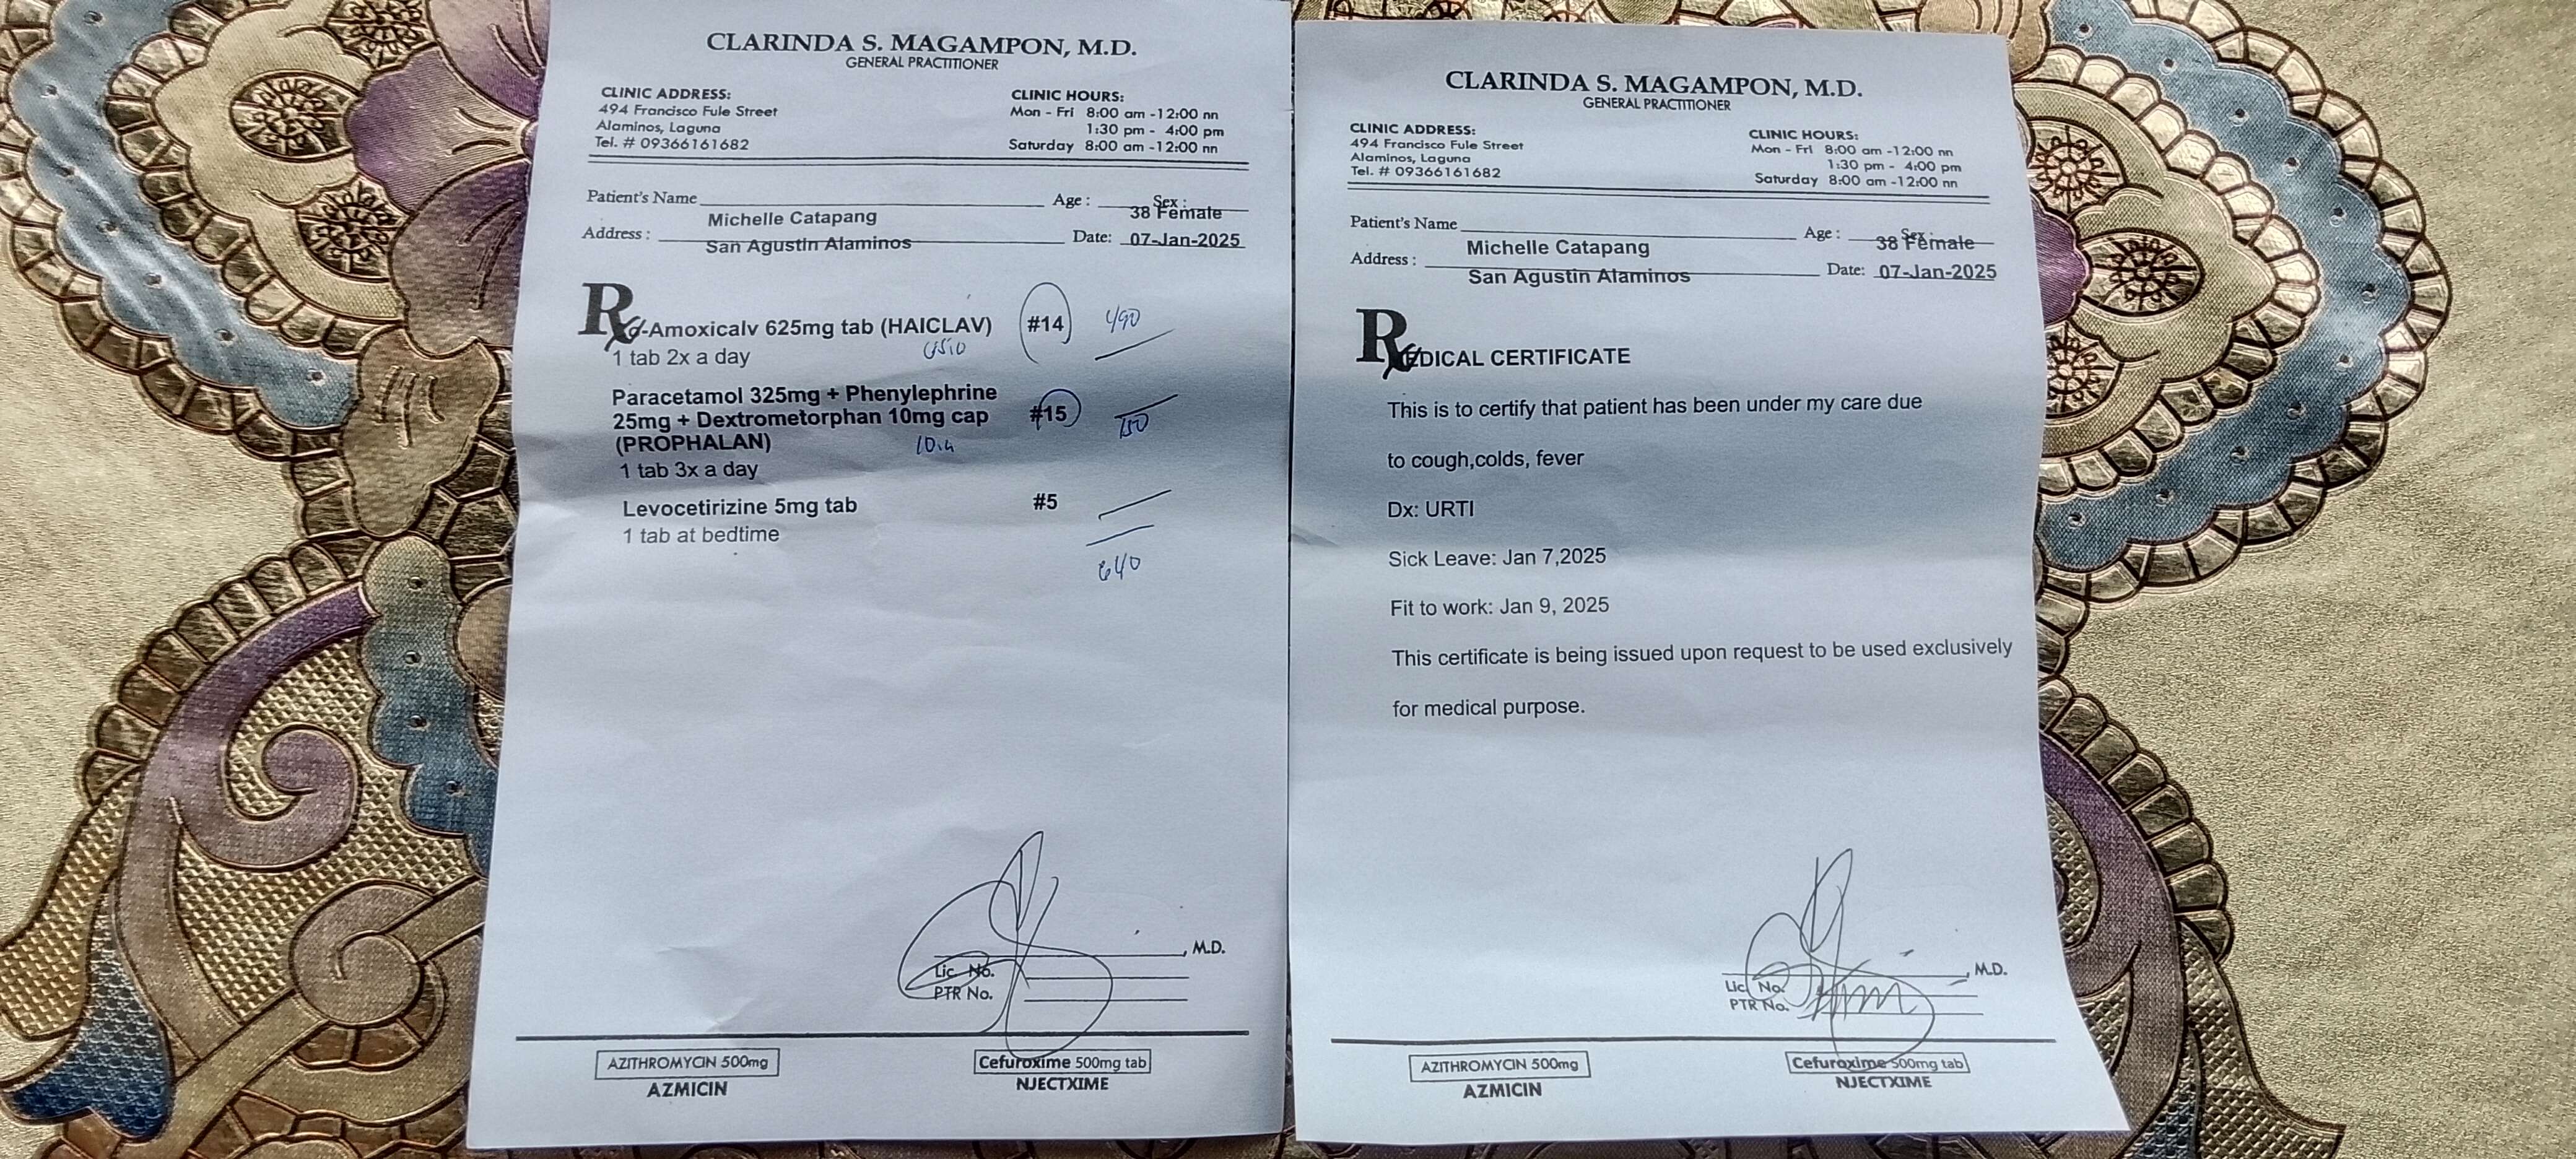 CLARINDA S. MAGAMPON, M.D.
GENERAL PRACTITIONER
CLINIC ADDRESS:
494 Francisco Fule Street
Alaminos, Laguna
Tel. # 09366161682
CLINIC HOURS:
Mon - Fri 8:00 am -12:00 nn
1:30 pm - 4:00 pm
Saturday 8:00 am -12:00 nn
Patient's Name Age : Sex :
Michelle Catapang 38 Female
Address : San Agustin Alaminos Date: 07-Jan-2025
Rx
d-Amoxicalv 625mg tab (HAICLAV) #14 490
1 tab 2x a day
Paracetamol 325mg + Phenylephrine
25mg + Dextrometorphan 10mg cap #15 150
(PROPHALAN)
1 tab 3x a day
Levocetirizine 5mg tab #5
1 tab at bedtime
640
M.D.
Lic. No.
PTR No.
AZITHROMYCIN 500mg
AZMICIN
Cefuroxime 500mg tab
NJECTXIME
CLARINDA S. MAGAMPON, M.D.
GENERAL PRACTITIONER
CLINIC ADDRESS:
494 Francisco Fule Street
Alaminos, Laguna
Tel. # 09366161682
CLINIC HOURS:
Mon - Fri 8:00 am -12:00 nn
1:30 pm - 4:00 pm
Saturday 8:00 am -12:00 nn
Patient's Name Age : Sex :
Michelle Catapang 38 Female
Address : San Agustin Alaminos Date: 07-Jan-2025
Rx
EDICAL CERTIFICATE
This is to certify that patient has been under my care due
to cough,colds, fever
Dx: URTI
Sick Leave: Jan 7,2025
Fit to work: Jan 9, 2025
This certificate is being issued upon request to be used exclusively
for medical purpose.
M.D.
Lic. No.
PTR No.
AZITHROMYCIN 500mg
AZMICIN
Cefuroxime 500mg tab
NJECTXIME